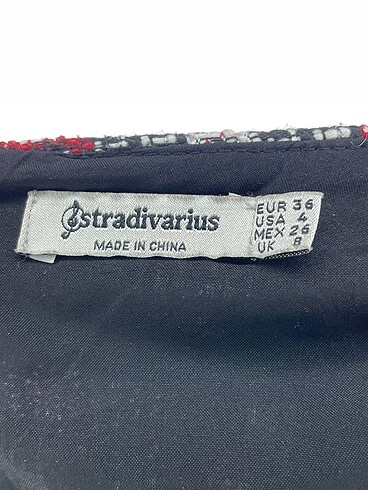 stradivarius
MADE IN CHINA
EUR 36
USA 4
MEX 26
UK 8